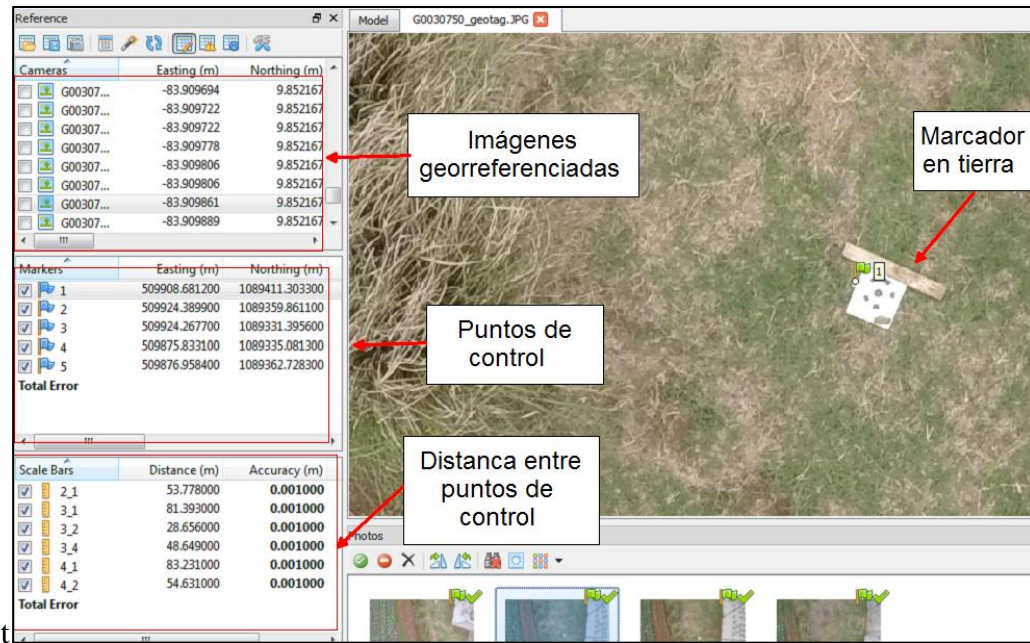 Reference
Model G0030750_geotag.JPG
Cameras Easting (m) Northing (m)
G00307... -83.909694 9.852167
G00307... -83.909722 9.852167
G00307... -83.909722 9.852167
G00307... -83.909778 9.852167
G00307... -83.909806 9.852167
G00307... -83.909806 9.852167
G00307... -83.909861 9.852167
G00307... -83.909889 9.852167
Imágenes
georreferenciadas
Marcador
en tierra
1
Markers Easting (m) Northing (m)
1 509908.681200 1089411.303300
2 509924.389900 1089359.861100
3 509924.267700 1089331.395600
4 509875.833100 1089335.081300
5 509876.958400 1089362.728300
Total Error
Puntos de
control
Scale Bars Distance (m) Accuracy (m)
2_1 53.778000 0.001000
3_1 81.393000 0.001000
3_2 28.656000 0.001000
3_4 48.649000 0.001000
4_1 83.231000 0.001000
4_2 54.631000 0.001000
Total Error
Distanca entre
puntos de
control
Photos
t